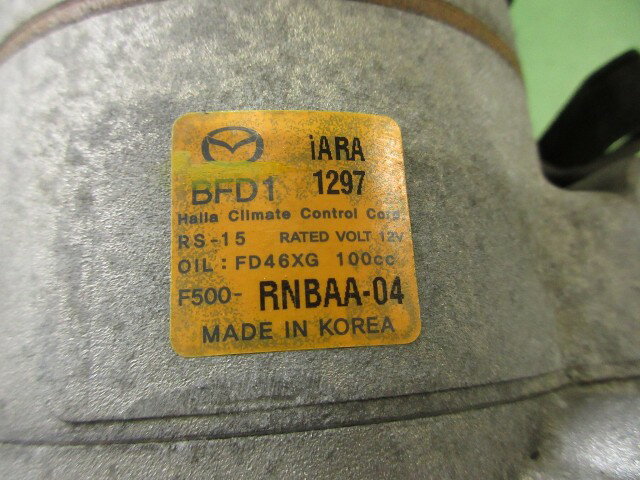 iARA
BFD1 1297
Halla Climate Control Corp.
RS-15 RATED VOLT 12V
OIL: FD46XG 100cc
F500- RNBAA-04
MADE IN KOREA